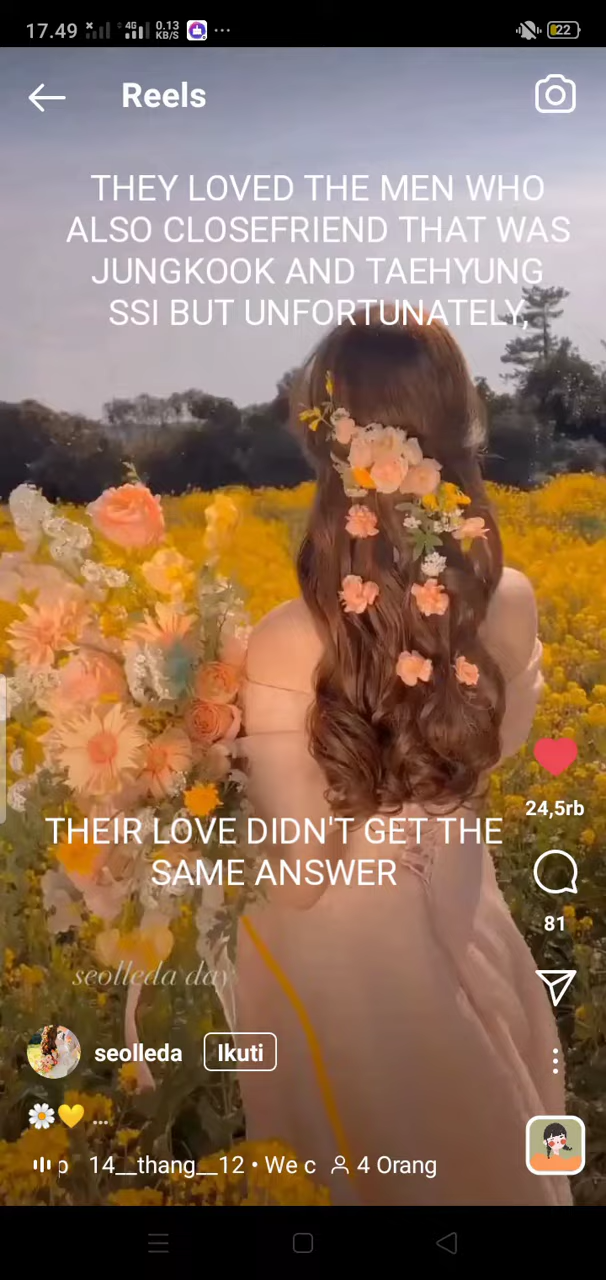 17.49 4G 0.13 KB/S 22
Reels
THEY LOVED THE MEN WHO
ALSO CLOSEFRIEND THAT WAS
JUNGKOOK AND TAEHYUNG
SSI BUT UNFORTUNATELY,
24,5rb
THEIR LOVE DIDN'T GET THE
SAME ANSWER
81
seolleda day
seolleda Ikuti
...
14__thang__12 • We c 4 Orang